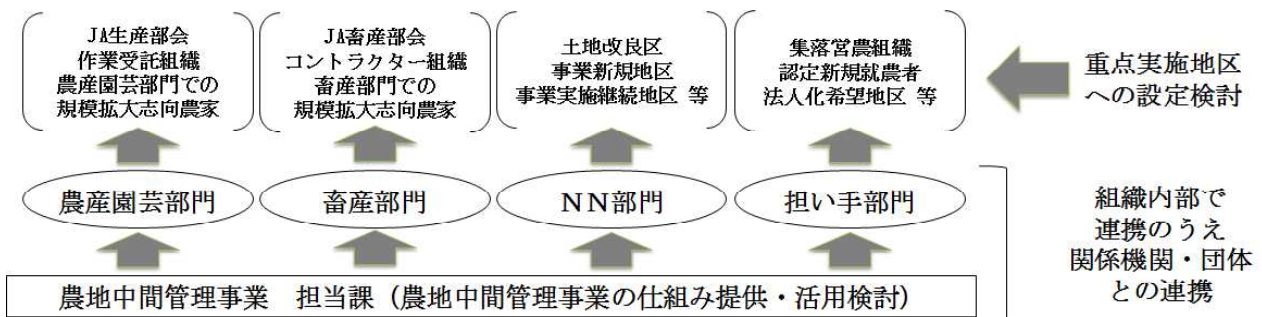 JA生産部会
作業受託組織
農産園芸部門での
規模拡大志向農家
JA畜産部会
コントラクター組織
畜産部門での
規模拡大志向農家
土地改良区
事業新規地区
事業実施継続地区 等
集落営農組織
認定新規就農者
法人化希望地区 等
重点実施地区
への設定検討
農産園芸部門
畜産部門
NN部門
担い手部門
組織内部で
連携のうえ
関係機関・団体
との連携
農地中間管理事業 担当課（農地中間管理事業の仕組み提供・活用検討）